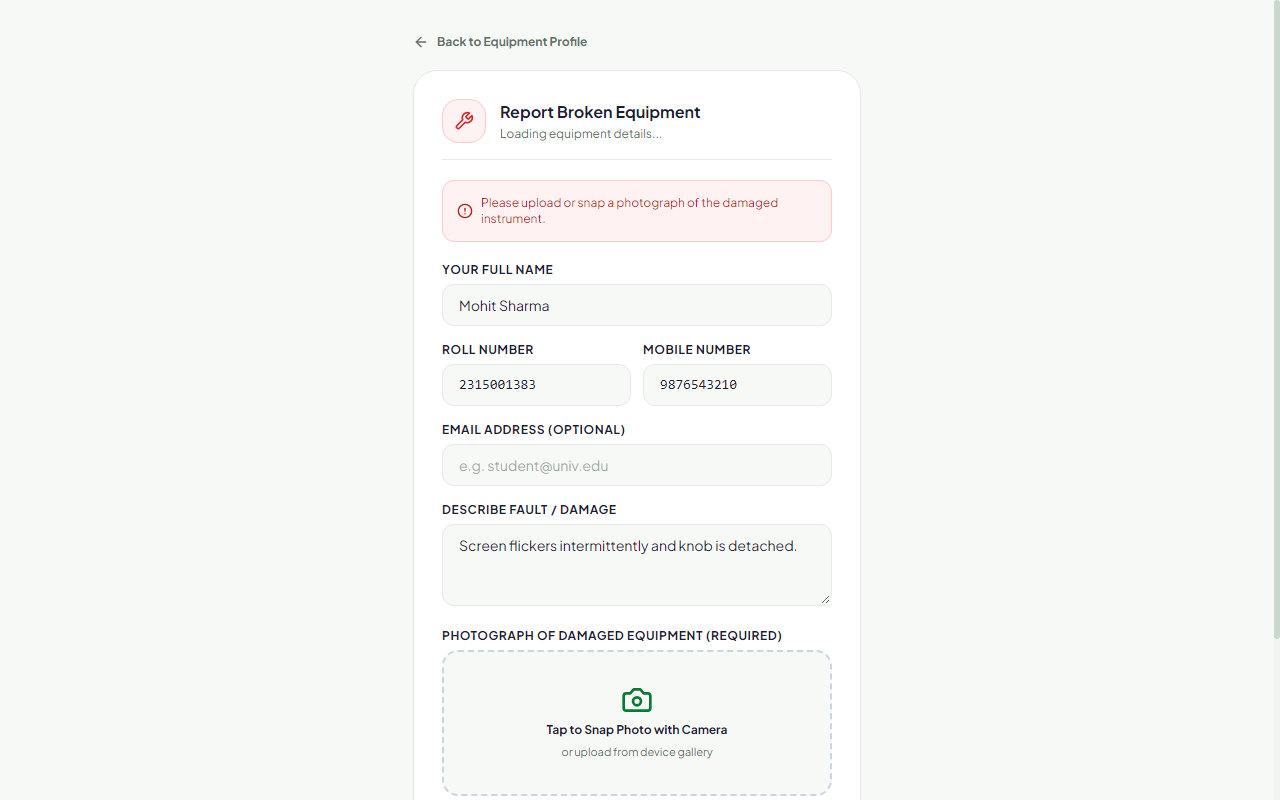 Back to Equipment Profile
Report Broken Equipment
Loading equipment details...
Please upload or snap a photograph of the damaged
instrument.
YOUR FULL NAME
Mohit Sharma
ROLL NUMBER
MOBILE NUMBER
2315001383
9876543210
EMAIL ADDRESS (OPTIONAL)
e.g. student@univ.edu
DESCRIBE FAULT / DAMAGE
Screen flickers intermittently and knob is detached.
PHOTOGRAPH OF DAMAGED EQUIPMENT (REQUIRED)
Tap to Snap Photo with Camera
or upload from device gallery